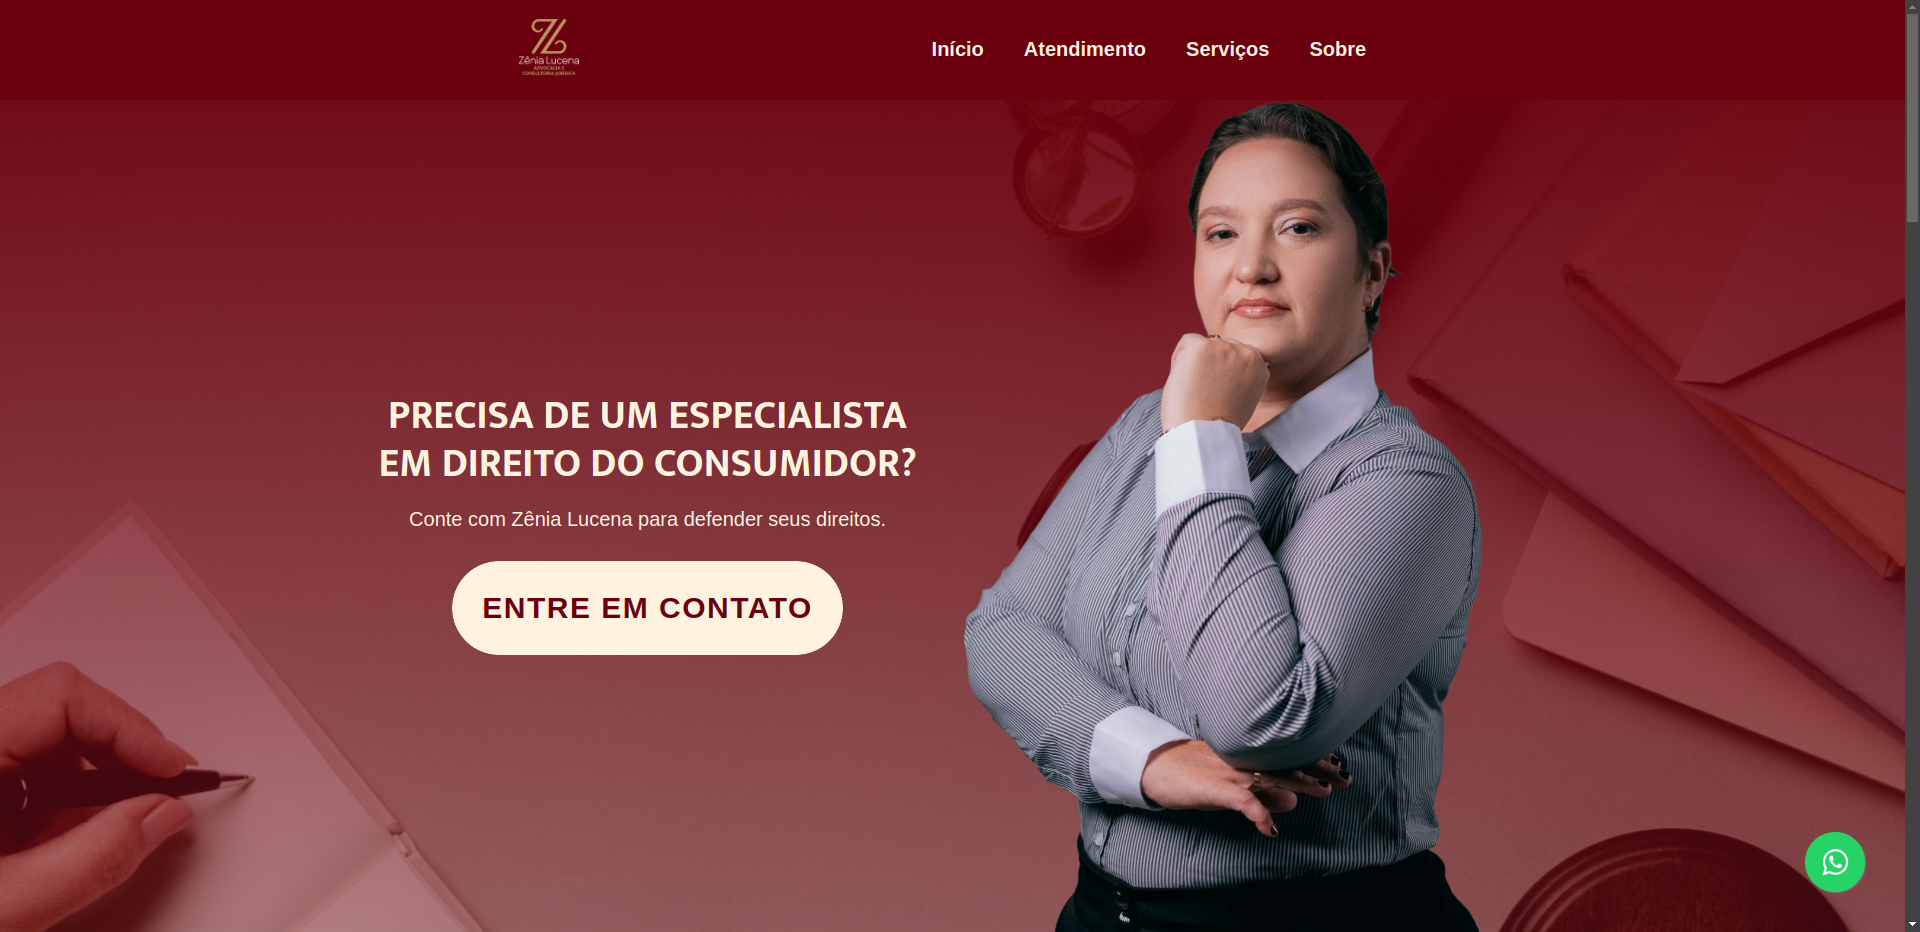 Zênia Lucena
ADVOCACIA E
CONSULTORIA JURÍDICA
Início
Atendimento
Serviços
Sobre
PRECISA DE UM ESPECIALISTA
EM DIREITO DO CONSUMIDOR?
Conte com Zênia Lucena para defender seus direitos.
ENTRE EM CONTATO